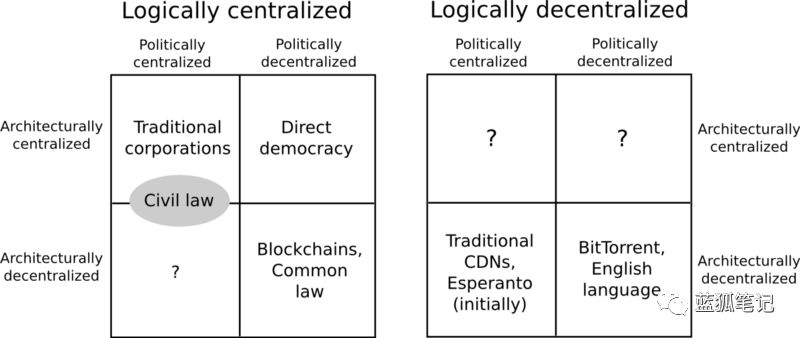 Logically centralized
Politically centralized
Politically decentralized
Architecturally centralized
Traditional corporations
Direct democracy
Civil law
Architecturally decentralized
?
Blockchains, Common law
Logically decentralized
Politically centralized
Politically decentralized
?
?
Architecturally centralized
Traditional CDNs, Esperanto (initially)
BitTorrent, English language
Architecturally decentralized
蓝狐笔记